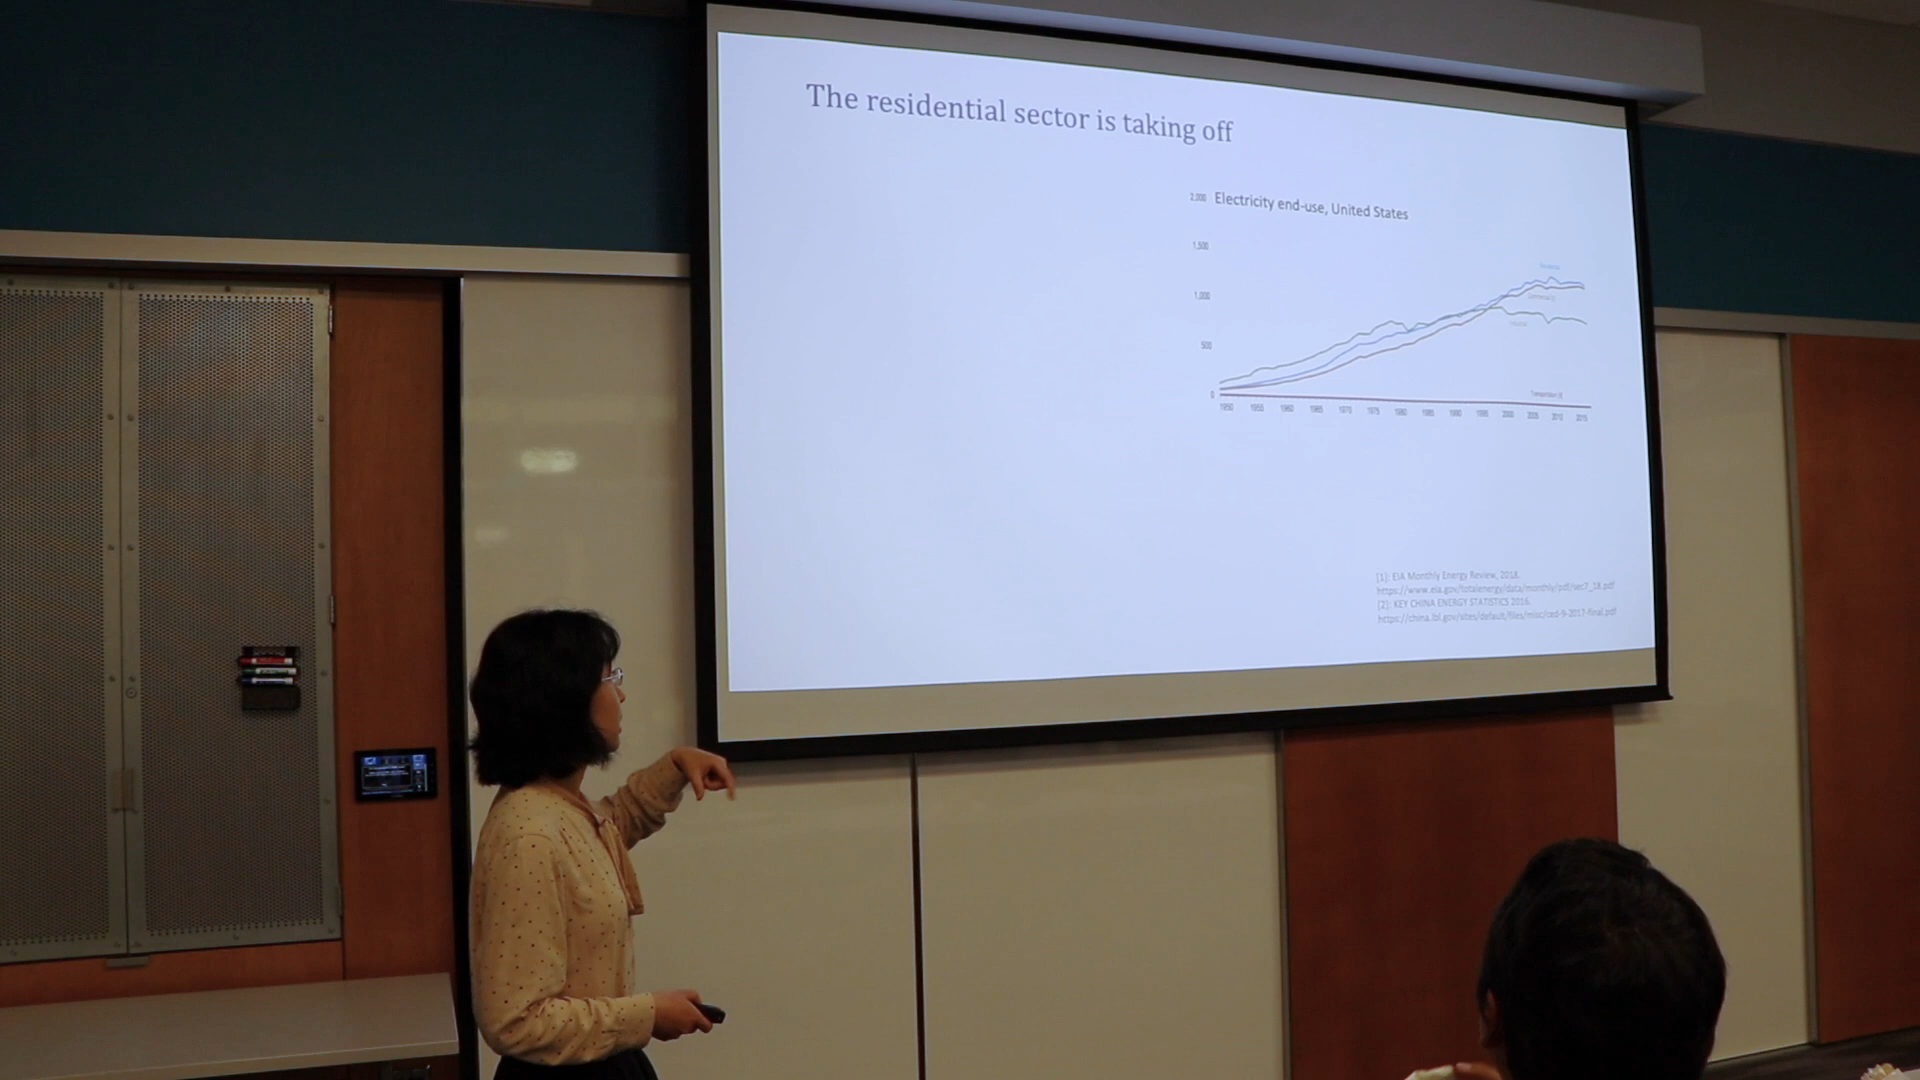 The residential sector is taking off
2,000 Electricity end-use, United States
1,500
1,000
500
0
Commercial
Industrial
Transportation
1950 1955 1960 1965 1970 1975 1980 1985 1990 1995 2000 2005 2010 2015
[1]: EIA Monthly Energy Review, 2018.
https://www.eia.gov/totalenergy/data/monthly/pdf/sec7_18.pdf
[2]: KEY CHINA ENERGY STATISTICS 2016.
https://china.lbl.gov/sites/default/files/misc/ced-9-2017-final.pdf